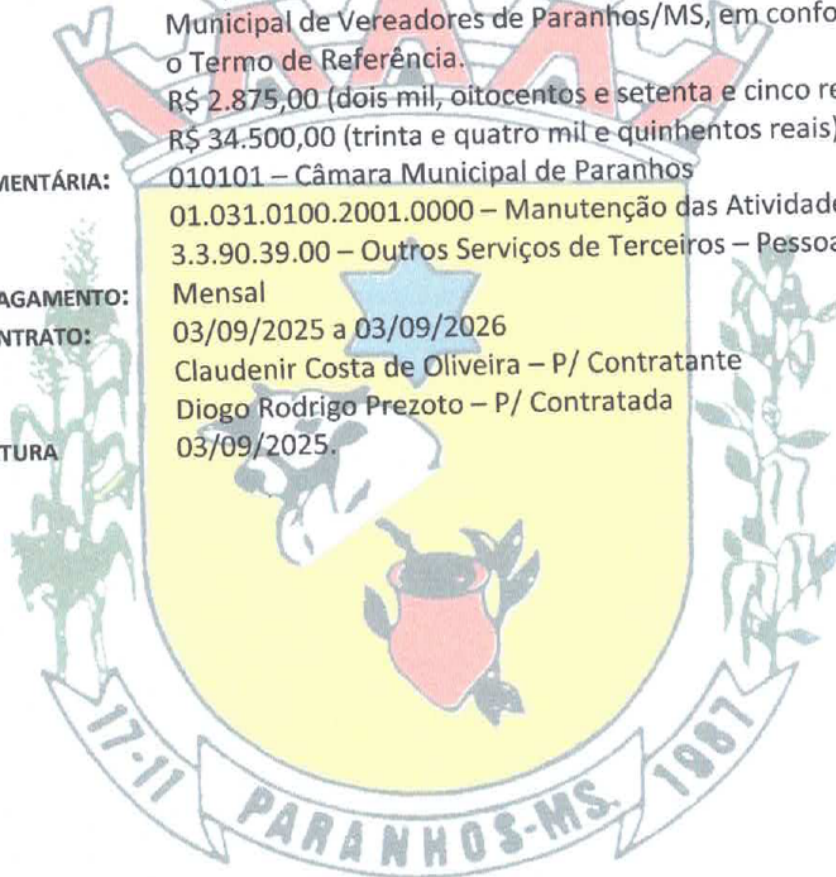 Municipal de Vereadores de Paranhos/MS, em confo
o Termo de Referência.
R$ 2.875,00 (dois mil, oitocentos e setenta e cinco re
R$ 34.500,00 (trinta e quatro mil e quinhentos reais)
MENTÁRIA: 010101 – Câmara Municipal de Paranhos
01.031.0100.2001.0000 – Manutenção das Atividade
3.3.90.39.00 – Outros Serviços de Terceiros – Pessoa
AGAMENTO: Mensal
NTRATO: 03/09/2025 a 03/09/2026
Claudenir Costa de Oliveira – P/ Contratante
Diogo Rodrigo Prezoto – P/ Contratada
TURA 03/09/2025.
17-11 PARANHOS-MS. 1987